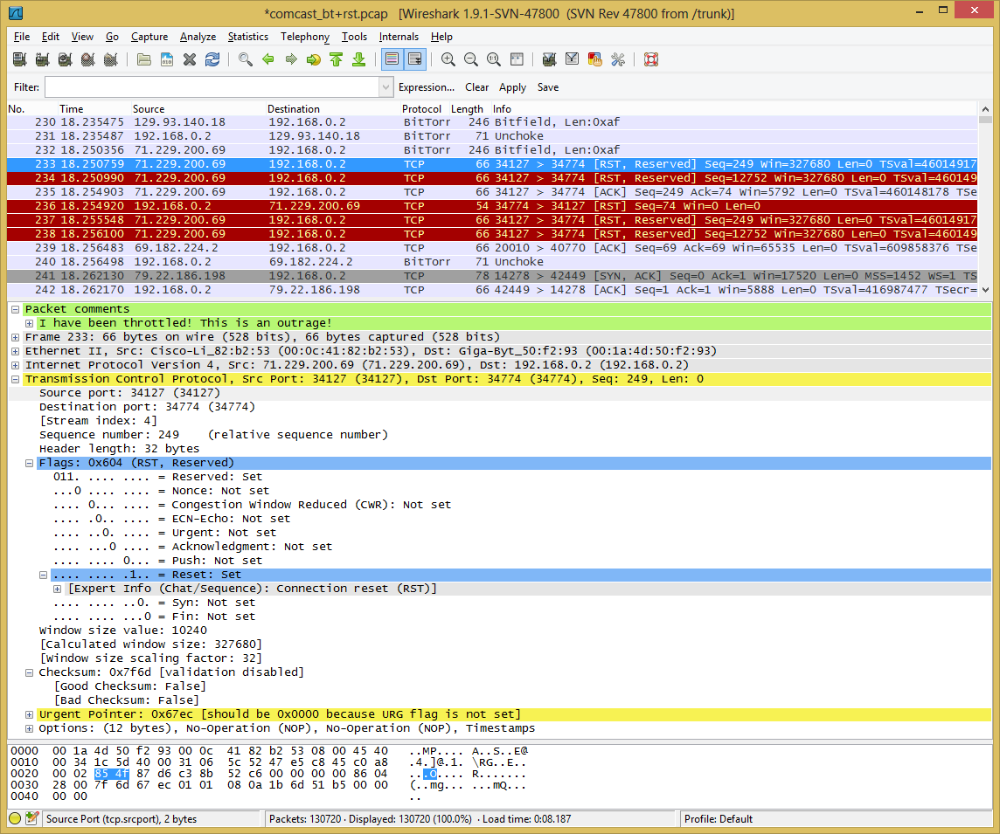 *comcast_bt+rst.pcap [Wireshark 1.9.1-SVN-47800 (SVN Rev 47800 from /trunk)]
File Edit View Go Capture Analyze Statistics Telephony Tools Internals Help
Filter: Expression... Clear Apply Save
No. Time Source Destination Protocol Length Info
230 18.235475 129.93.140.18 192.168.0.2 BitTorr 246 Bitfield, Len:0xaf
231 18.235487 192.168.0.2 129.93.140.18 BitTorr 71 Unchoke
232 18.250356 71.229.200.69 192.168.0.2 BitTorr 246 Bitfield, Len:0xaf
233 18.250759 71.229.200.69 192.168.0.2 TCP 66 34127 > 34774 [RST, Reserved] Seq=249 Win=327680 Len=0 TSval=46014917
234 18.250990 71.229.200.69 192.168.0.2 TCP 66 34127 > 34774 [RST, Reserved] Seq=12752 Win=327680 Len=0 TSval=460149
235 18.254903 71.229.200.69 192.168.0.2 TCP 66 34127 > 34774 [ACK] Seq=249 Ack=74 Win=5792 Len=0 TSval=460148178 TSe
236 18.254920 192.168.0.2 71.229.200.69 TCP 54 34774 > 34127 [RST] Seq=74 Win=0 Len=0
237 18.255548 71.229.200.69 192.168.0.2 TCP 66 34127 > 34774 [RST, Reserved] Seq=249 Win=327680 Len=0 TSval=46014917
238 18.256100 71.229.200.69 192.168.0.2 TCP 66 34127 > 34774 [RST, Reserved] Seq=12752 Win=327680 Len=0 TSval=460149
239 18.256483 69.182.224.2 192.168.0.2 TCP 66 20010 > 40770 [ACK] Seq=69 Ack=69 Win=65535 Len=0 TSval=609858376 TSe
240 18.256498 192.168.0.2 69.182.224.2 BitTorr 71 Unchoke
241 18.262130 79.22.186.198 192.168.0.2 TCP 78 14278 > 42449 [SYN, ACK] Seq=0 Ack=1 Win=17520 Len=0 MSS=1452 WS=1 TS
242 18.262170 192.168.0.2 79.22.186.198 TCP 66 42449 > 14278 [ACK] Seq=1 Ack=1 Win=5888 Len=0 TSval=416987477 TSecr=
Packet comments
I have been throttled! This is an outrage!
Frame 233: 66 bytes on wire (528 bits), 66 bytes captured (528 bits)
Ethernet II, Src: Cisco-Li_82:b2:53 (00:0c:41:82:b2:53), Dst: Giga-Byt_50:f2:93 (00:1a:4d:50:f2:93)
Internet Protocol Version 4, Src: 71.229.200.69 (71.229.200.69), Dst: 192.168.0.2 (192.168.0.2)
Transmission Control Protocol, Src Port: 34127 (34127), Dst Port: 34774 (34774), Seq: 249, Len: 0
Source port: 34127 (34127)
Destination port: 34774 (34774)
[Stream index: 4]
Sequence number: 249 (relative sequence number)
Header length: 32 bytes
Flags: 0x604 (RST, Reserved)
011. .... .... = Reserved: Set
...0 .... .... = Nonce: Not set
.... 0... .... = Congestion Window Reduced (CWR): Not set
.... .0.. .... = ECN-Echo: Not set
.... ..0. .... = Urgent: Not set
.... ...0 .... = Acknowledgment: Not set
.... .... 0... = Push: Not set
.... .... .1.. = Reset: Set
[Expert Info (Chat/Sequence): Connection reset (RST)]
.... .... ..0. = Syn: Not set
.... .... ...0 = Fin: Not set
Window size value: 10240
[Calculated window size: 327680]
[Window size scaling factor: 32]
Checksum: 0x7f6d [validation disabled]
[Good Checksum: False]
[Bad Checksum: False]
Urgent Pointer: 0x67ec [should be 0x0000 because URG flag is not set]
Options: (12 bytes), No-Operation (NOP), No-Operation (NOP), Timestamps
0000 00 1a 4d 50 f2 93 00 0c 41 82 b2 53 08 00 45 40 ..MP.... A..S..E@
0010 00 34 1c 5d 40 00 31 06 5c 52 47 e5 c8 45 c0 a8 .4.]@.1. \RG..E..
0020 00 02 85 4f 87 d6 c3 8b 52 c6 00 00 00 00 86 04 ...O.... R.......
0030 28 00 7f 6d 67 ec 01 01 08 0a 1b 6d 51 b5 00 00 (..mg... ...mQ...
0040 00 00 ..
Source Port (tcp.srcport), 2 bytes Packets: 130720 · Displayed: 130720 (100.0%) · Load time: 0:08.187 Profile: Default